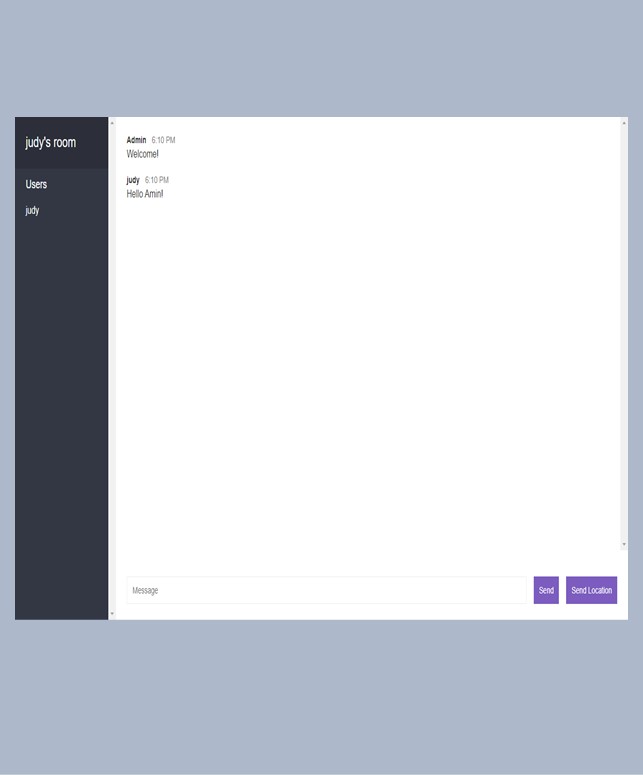 judy's room
Users
judy
Admin 6:10 PM
Welcome!
judy 6:10 PM
Hello Amin!
Message
Send
Send Location